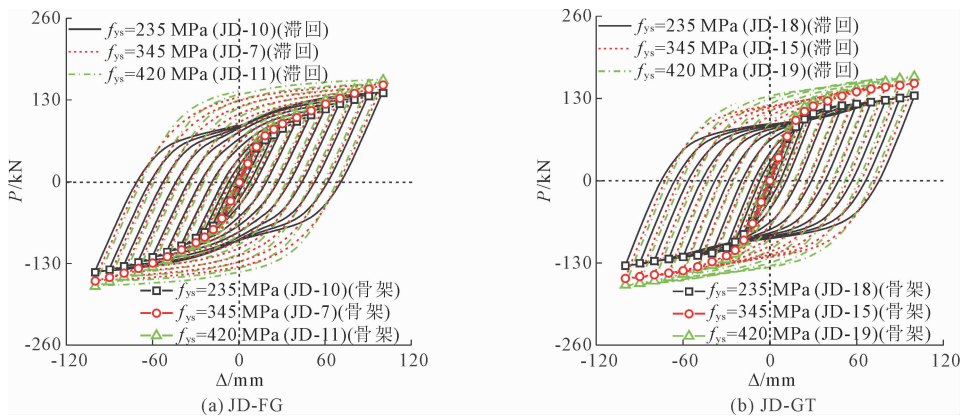 260
f_ys=235 MPa (JD-10)(滞回)
f_ys=345 MPa (JD-7)(滞回)
f_ys=420 MPa (JD-11)(滞回)
130
0
-130
-260
P/kN
f_ys=235 MPa (JD-10)(骨架)
f_ys=345 MPa (JD-7)(骨架)
f_ys=420 MPa (JD-11)(骨架)
-120 -60 0 60 120
Δ/mm
(a) JD-FG
260
f_ys=235 MPa (JD-18)(滞回)
f_ys=345 MPa (JD-15)(滞回)
f_ys=420 MPa (JD-19)(滞回)
130
0
-130
-260
P/kN
f_ys=235 MPa (JD-18)(骨架)
f_ys=345 MPa (JD-15)(骨架)
f_ys=420 MPa (JD-19)(骨架)
-120 -60 0 60 120
Δ/mm
(b) JD-GT